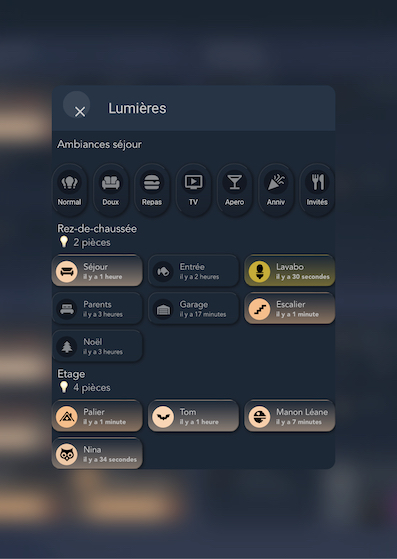 Lumières
Ambiances séjour
Normal Doux Repas TV Apero Anniv Invités
Rez-de-chaussée
2 pièces
Séjour Entrée Lavabo
il y a 1 heure il y a 2 heures il y a 30 secondes
Parents Garage Escalier
il y a 3 heures il y a 17 minutes il y a 1 minute
Noël
il y a 3 heures
Etage
4 pièces
Palier Tom Manon Léane
il y a 1 minute il y a 1 heure il y a 7 minutes
Nina
il y a 34 secondes